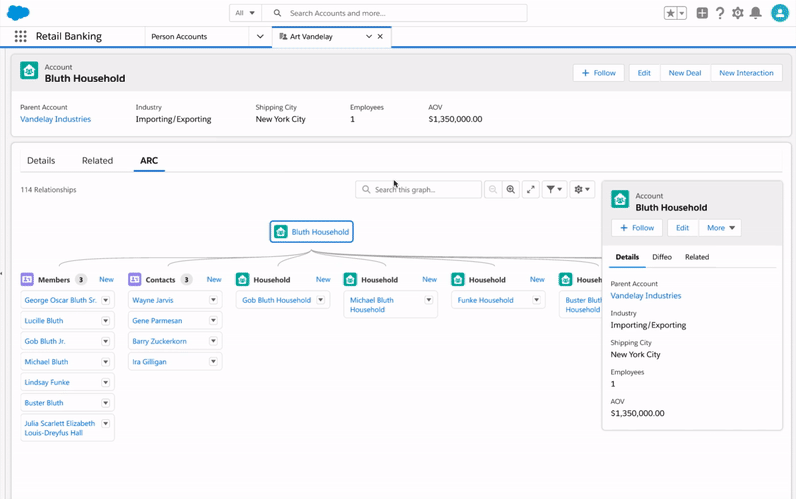 All
Search Accounts and more...
Retail Banking
Person Accounts
Art Vandelay
Account
Bluth Household
Follow
Edit
New Deal
New Interaction
Parent Account
Industry
Shipping City
Employees
AOV
Vandelay Industries
Importing/Exporting
New York City
1
$1,350,000.00
Details
Related
ARC
114 Relationships
Search this graph...
Bluth Household
Members
3
New
George Oscar Bluth Sr.
Lucille Bluth
Gob Bluth Jr.
Michael Bluth
Lindsay Funke
Buster Bluth
Julia Scarlett Elizabeth
Louis-Dreyfus Hall
Contacts
3
New
Wayne Jarvis
Gene Parmesan
Barry Zuckerkorn
Ira Gilligan
Household
New
Gob Bluth Household
Household
New
Michael Bluth
Household
Household
New
Funke Household
Househ
Buster Bluth
Household
Account
Bluth Household
Follow
Edit
More
Details
Diffeo
Related
Parent Account
Vandelay Industries
Industry
Importing/Exporting
Shipping City
New York City
Employees
1
AOV
$1,350,000.00